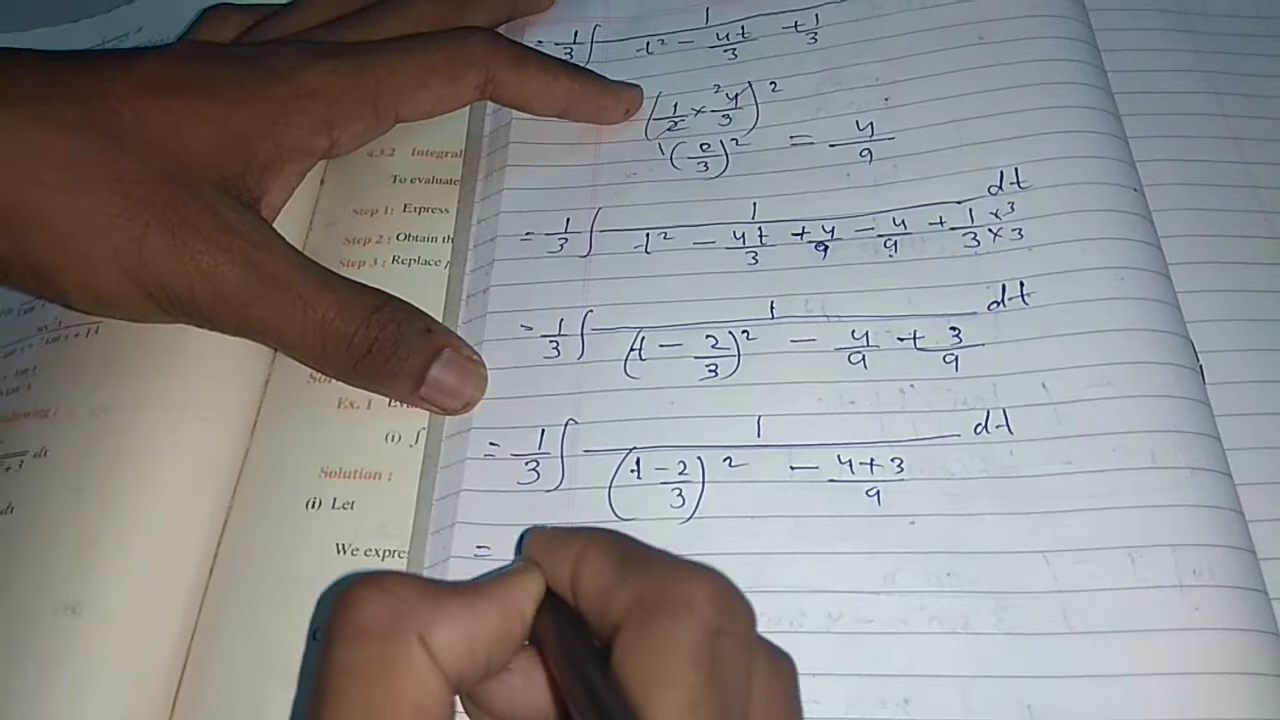 = 1/3 ∫ 1 / (t² - 4t/3 + 1/3)
(1/2 × 4/3)² 2
1 (2/3)² = 4/9
= 1/3 ∫ 1 / (t² - 4t/3 + 4/9 - 4/9 + 1×3/3×3) dt
= 1/3 ∫ 1 / ((t - 2/3)² - 4/9 + 3/9) dt
= 1/3 ∫ 1 / ((t - 2/3)² - (4+3)/9) dt
=
4.3.2 Integral
To evaluate
Step 1 : Express
Step 2 : Obtain th
Step 3 : Replace
Ex. 1
(i) ∫
Solution :
(i) Let
We expre